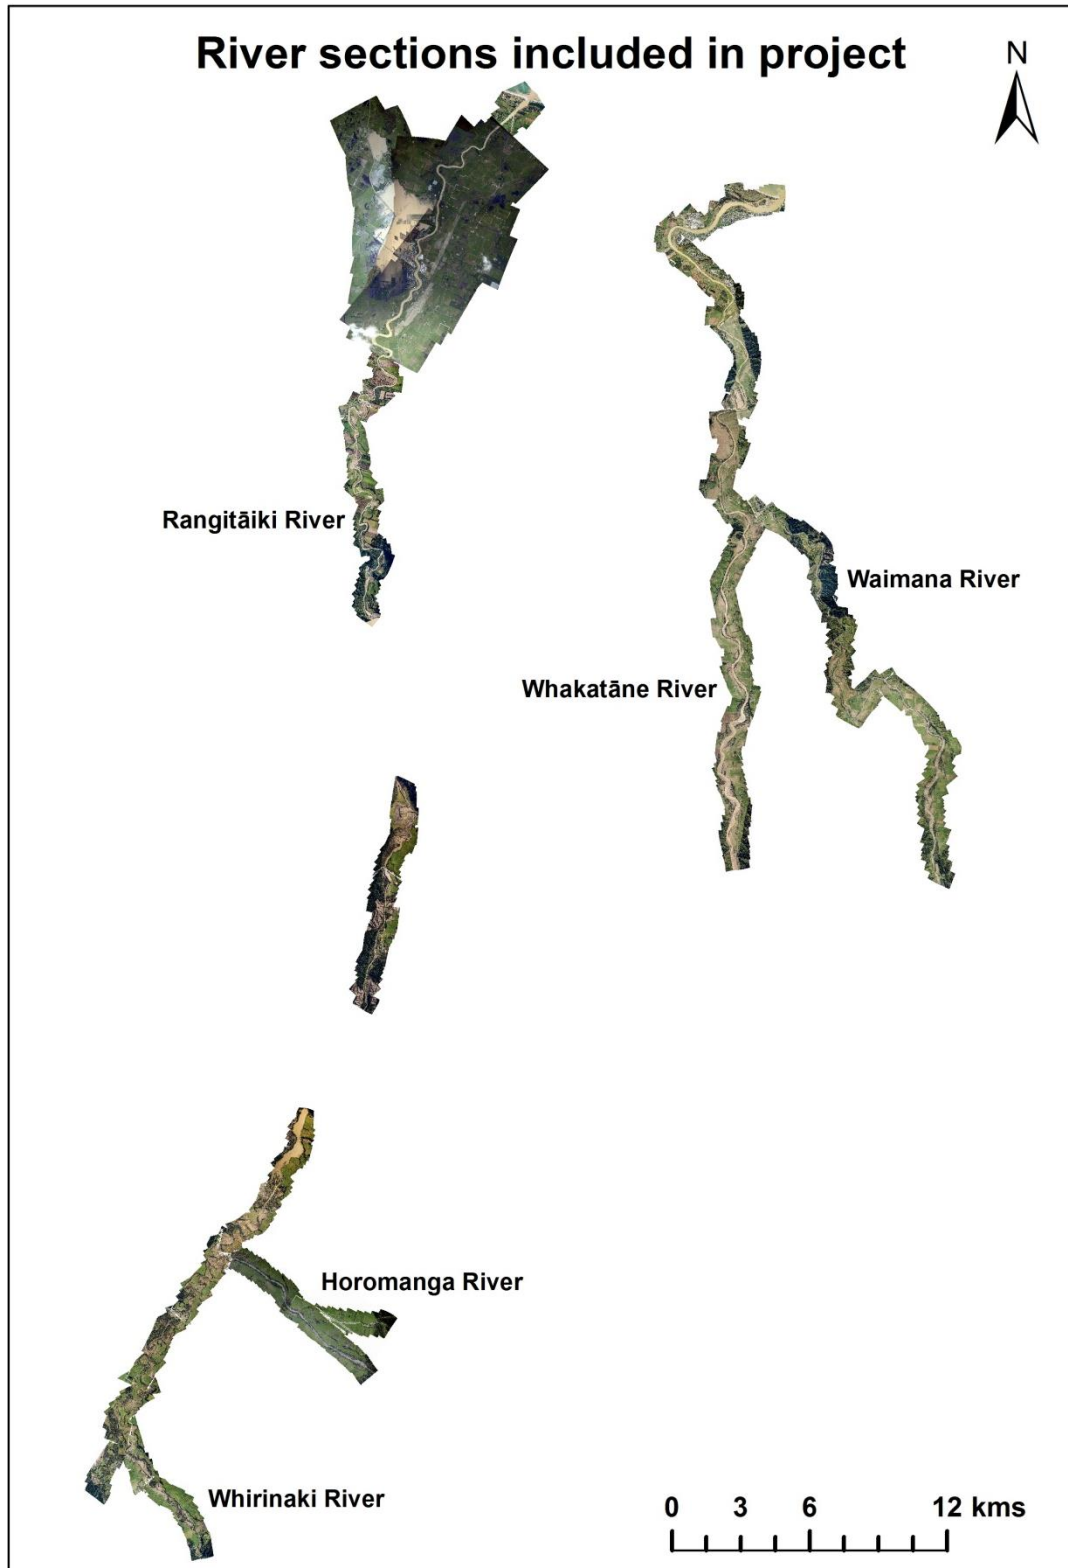 River sections included in project
N
Rangitāiki River
Waimana River
Whakatāne River
Horomanga River
Whirinaki River
0 3 6 12 kms